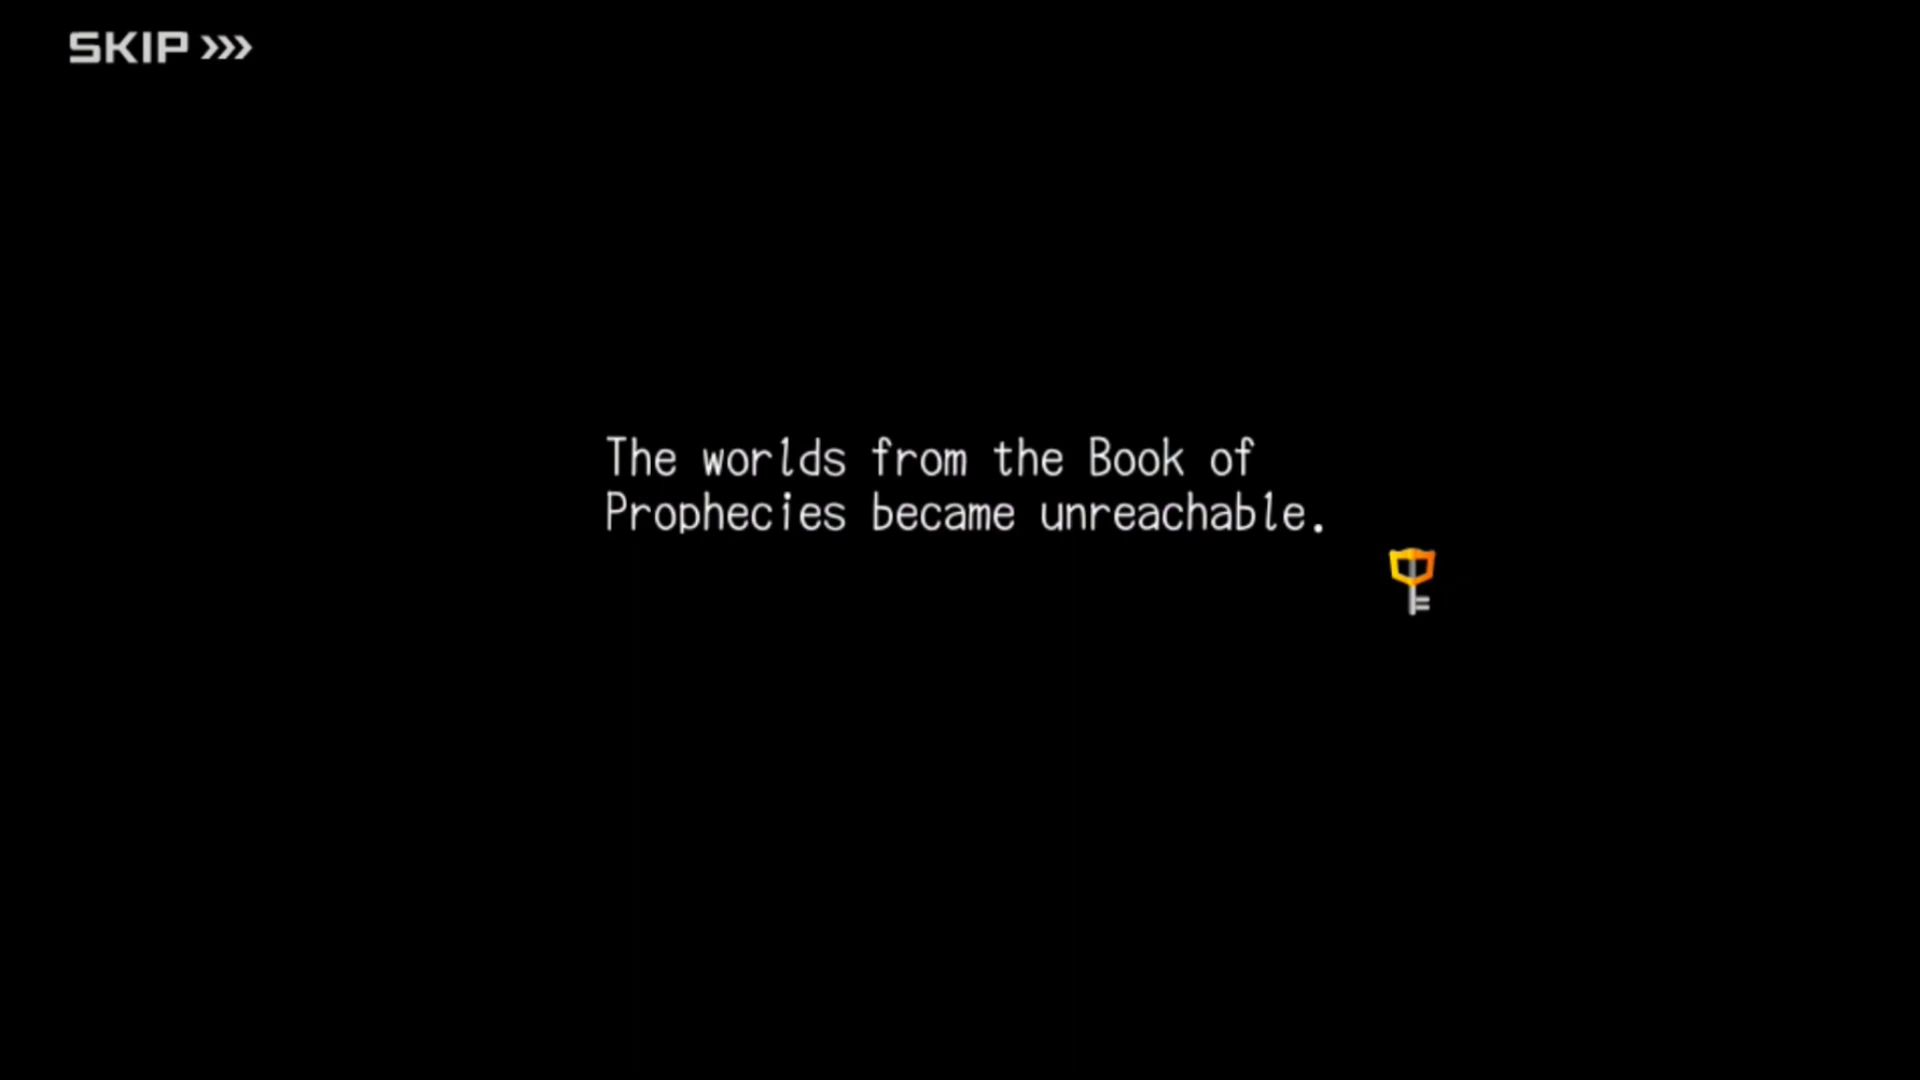 SKIP >>>
The worlds from the Book of
Prophecies became unreachable.